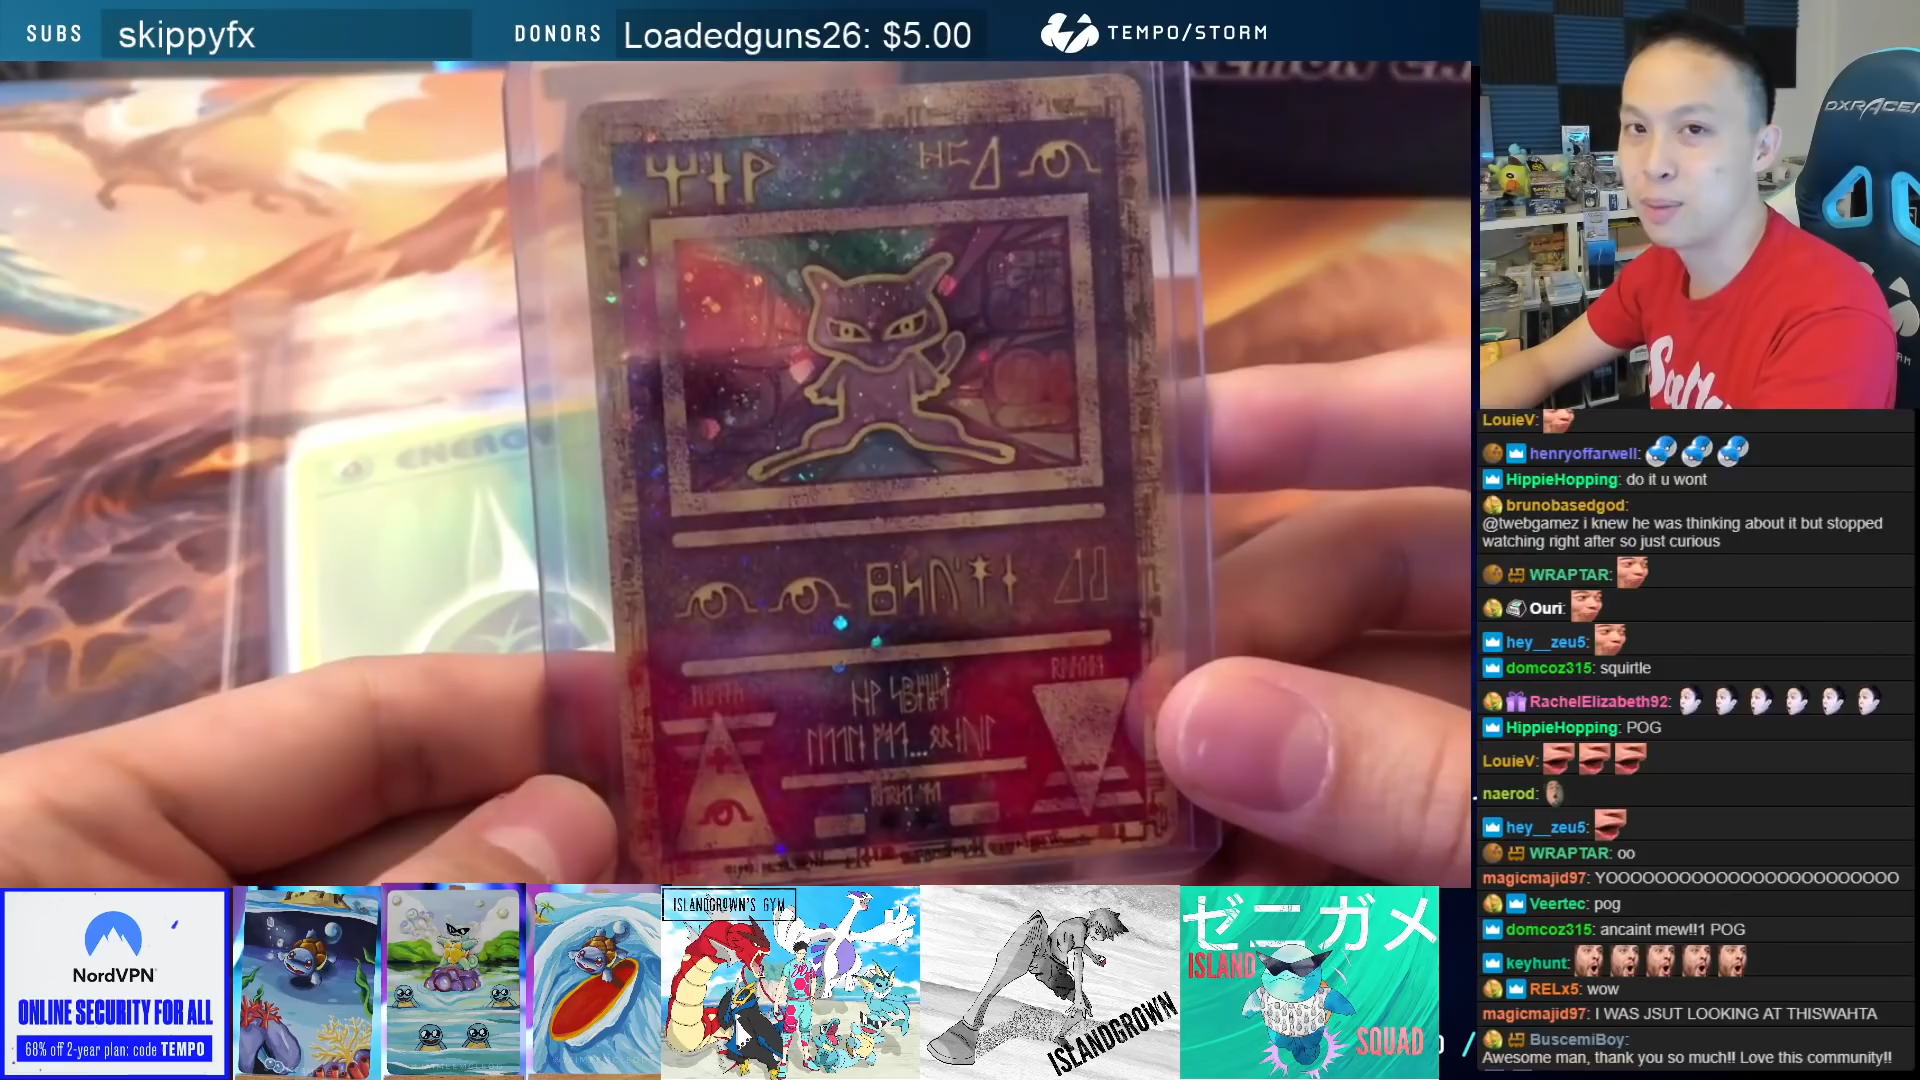 SUBS skippyfx DONORS Loadedguns26: $5.00 TEMPO/STORM
ENERGY
DXRACER
LouieV:
henryoffarwell:
HippieHopping: do it u wont
brunobasedgod:
@twebgamez i knew he was thinking about it but stopped
watching right after so just curious
WRAPTAR:
Ouri:
hey__zeu5:
domcoz315: squirtle
RachelElizabeth92:
HippieHopping: POG
LouieV:
naerod:
hey__zeu5:
WRAPTAR: oo
magicmajid97: YOOOOOOOOOOOOOOOOOOOOOOO
Veertec: pog
domcoz315: ancaint mew!!1 POG
keyhunt:
RELx5: wow
magicmajid97: I WAS JSUT LOOKING AT THISWAHTA
BuscemiBoy:
Awesome man, thank you so much!! Love this community!!
NordVPN
ONLINE SECURITY FOR ALL
68% off 2-year plan: code TEMPO
ISLANDGROWN'S GYM
ISLANDGROWN
ゼニガメ
ISLAND
SQUAD